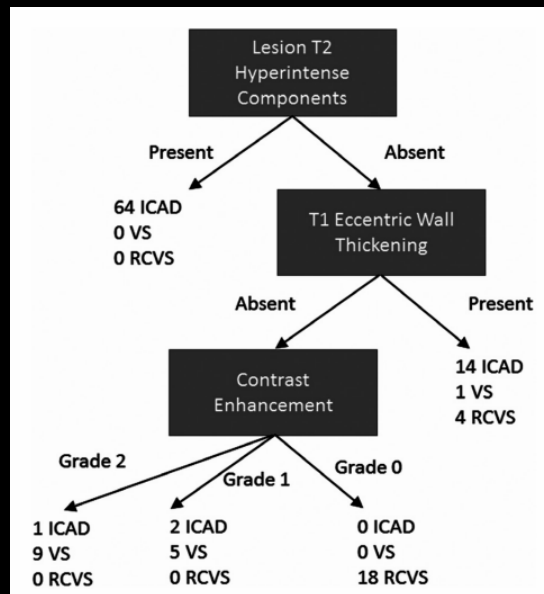 Lesion T2
Hyperintense
Components
Present
Absent
64 ICAD
0 VS
0 RCVS
T1 Eccentric Wall
Thickening
Absent
Present
Contrast
Enhancement
14 ICAD
1 VS
4 RCVS
Grade 2
Grade 1
Grade 0
1 ICAD
9 VS
0 RCVS
2 ICAD
5 VS
0 RCVS
0 ICAD
0 VS
18 RCVS